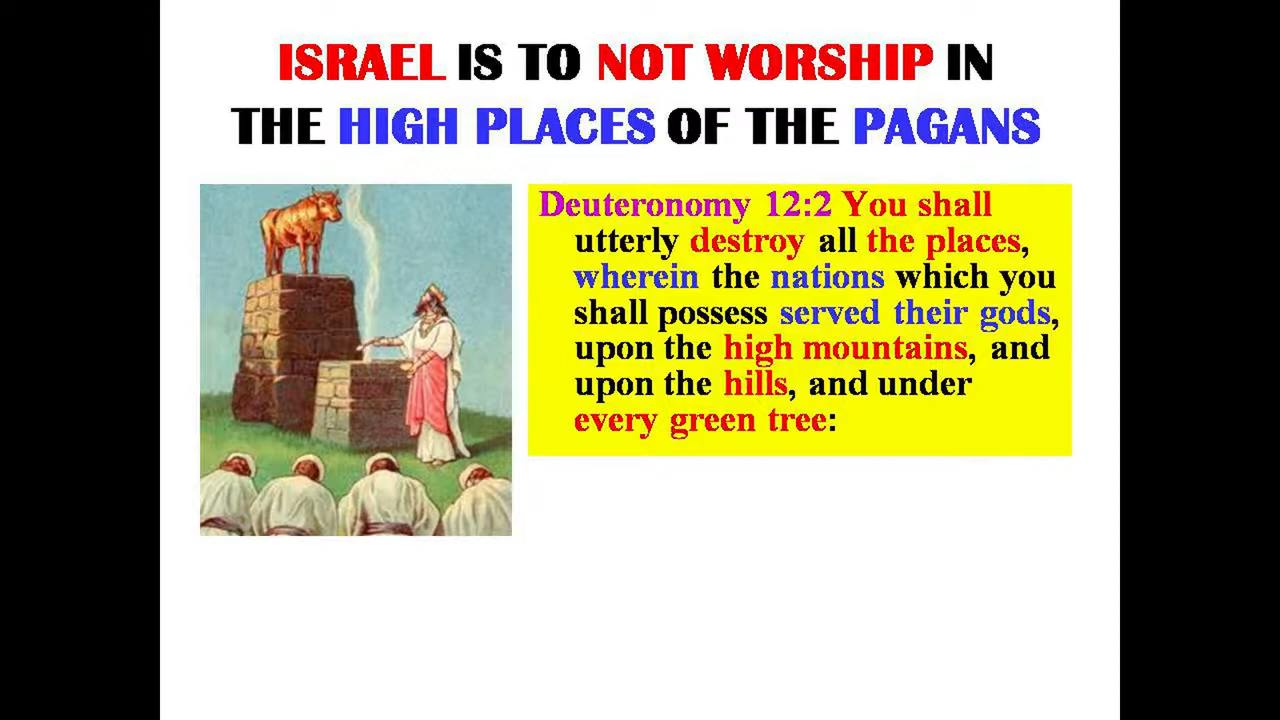 ISRAEL IS TO NOT WORSHIP IN
THE HIGH PLACES OF THE PAGANS
Deuteronomy 12:2 You shall
utterly destroy all the places,
wherein the nations which you
shall possess served their gods,
upon the high mountains, and
upon the hills, and under
every green tree: